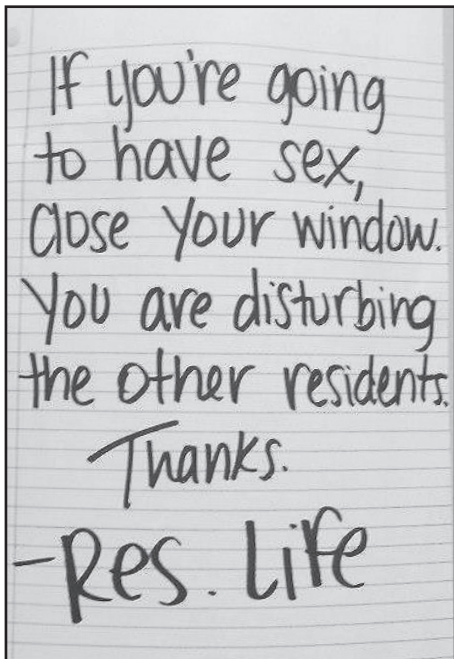 If you're going
to have sex,
close your window.
You are disturbing
the other residents.
Thanks.
-Res. Life